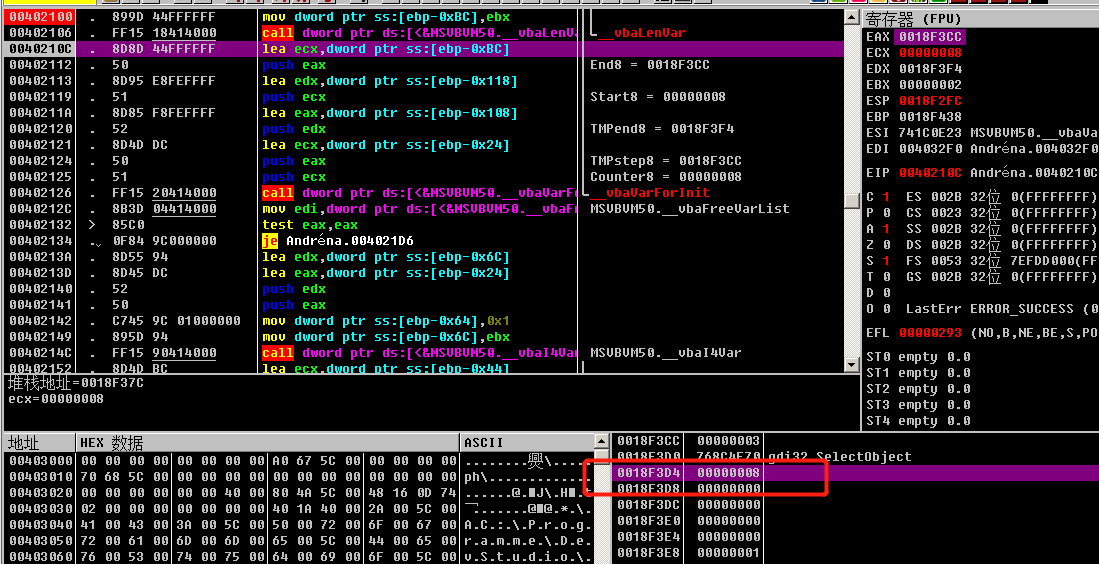 00402100 . 899D 44FFFFFF mov dword ptr ss:[ebp-0xBC],ebx
00402106 . FF15 18414000 call dword ptr ds:[<&MSVBVM50.__vbaLenVar __vbaLenVar
0040210C . 8D8D 44FFFFFF lea ecx,dword ptr ss:[ebp-0xBC]
00402112 . 50 push eax End8 = 0018F3CC
00402113 . 8D95 E8FEFFFF lea edx,dword ptr ss:[ebp-0x118]
00402119 . 51 push ecx Start8 = 00000008
0040211A . 8D85 F8FEFFFF lea eax,dword ptr ss:[ebp-0x108]
00402120 . 52 push edx TMPend8 = 0018F3F4
00402121 . 8D4D DC lea ecx,dword ptr ss:[ebp-0x24]
00402124 . 50 push eax TMPstep8 = 0018F3CC
00402125 . 51 push ecx Counter8 = 00000008
00402126 . FF15 20414000 call dword ptr ds:[<&MSVBVM50.__vbaVarFo __vbaVarForInit
0040212C . 8B3D 04414000 mov edi,dword ptr ds:[<&MSVBVM50.__vbaFr MSVBVM50.__vbaFreeVarList
00402132 > 85C0 test eax,eax
00402134 . 0F84 9C000000 je Andréna.004021D6
0040213A . 8D55 94 lea edx,dword ptr ss:[ebp-0x6C]
0040213D . 8D45 DC lea eax,dword ptr ss:[ebp-0x24]
00402140 . 52 push edx
00402141 . 50 push eax
00402142 . C745 9C 01000000 mov dword ptr ss:[ebp-0x64],0x1
00402149 . 895D 94 mov dword ptr ss:[ebp-0x6C],ebx
0040214C . FF15 90414000 call dword ptr ds:[<&MSVBVM50.__vbaI4Var MSVBVM50.__vbaI4Var
00402152 . 8D4D BC lea ecx,dword ptr ss:[ebp-0x44]
堆栈地址=0018F37C
ecx=00000008
寄存器 (FPU)
EAX 0018F3CC
ECX 00000008
EDX 0018F3F4
EBX 00000002
ESP 0018F2FC
EBP 0018F438
ESI 741C0E23 MSVBVM50.__vbaVa
EDI 004032F0 Andréna.004032F0
EIP 0040210C Andréna.0040210C
C 1 ES 002B 32位 0(FFFFFFFF)
P 0 CS 0023 32位 0(FFFFFFFF)
A 1 SS 002B 32位 0(FFFFFFFF)
Z 0 DS 002B 32位 0(FFFFFFFF)
S 1 FS 0053 32位 7EFDD000(FF
T 0 GS 002B 32位 0(FFFFFFFF)
D 0
O 0 LastErr ERROR_SUCCESS (0
EFL 00000293 (NO,B,NE,BE,S,PO
ST0 empty 0.0
ST1 empty 0.0
ST2 empty 0.0
ST3 empty 0.0
ST4 empty 0.0
地址 HEX 数据 ASCII
00403000 00 00 00 00 00 00 00 00 A0 67 5C 00 00 00 00 00
00403010 70 68 5C 00 00 00 00 00 00 00 00 00 00 00 00 00 ph\.............
00403020 00 00 00 00 00 00 40 00 80 4A 5C 00 48 16 0D 74
00403030 02 00 00 00 00 00 00 00 40 1A 40 00 2A 00 5C 00
00403040 41 00 43 00 3A 00 5C 00 50 00 72 00 6F 00 67 00 A.C.:.\.P.r.o.g.
00403050 72 00 61 00 6D 00 6D 00 65 00 5C 00 44 00 65 00 r.a.m.m.e.\.D.e.
00403060 76 00 53 00 74 00 75 00 64 00 69 00 6F 00 5C 00 v.S.t.u.d.i.o.\.
0018F3CC 00000003
0018F3D0 768C4F70 gdi32.SelectObject
0018F3D4 00000008
0018F3D8 00000000
0018F3DC 00000000
0018F3E0 00000000
0018F3E4 00000000
0018F3E8 00000001